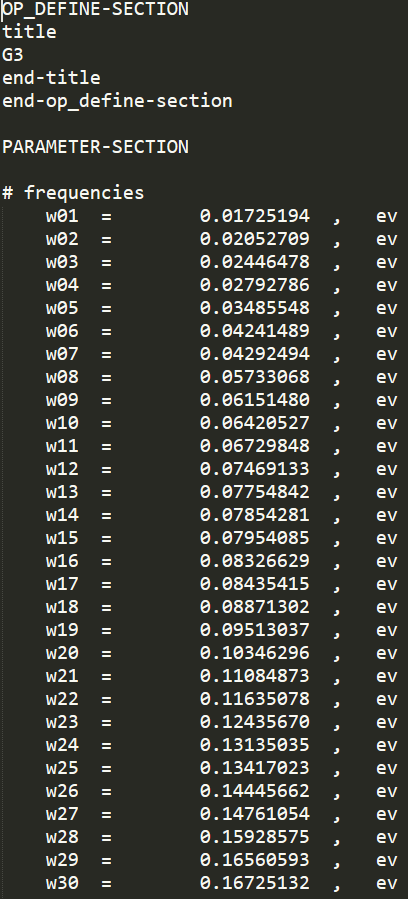 OP_DEFINE-SECTION
title
G3
end-title
end-op_define-section
PARAMETER-SECTION
# frequencies
w01 = 0.01725194 , ev
w02 = 0.02052709 , ev
w03 = 0.02446478 , ev
w04 = 0.02792786 , ev
w05 = 0.03485548 , ev
w06 = 0.04241489 , ev
w07 = 0.04292494 , ev
w08 = 0.05733068 , ev
w09 = 0.06151480 , ev
w10 = 0.06420527 , ev
w11 = 0.06729848 , ev
w12 = 0.07469133 , ev
w13 = 0.07754842 , ev
w14 = 0.07854281 , ev
w15 = 0.07954085 , ev
w16 = 0.08326629 , ev
w17 = 0.08435415 , ev
w18 = 0.08871302 , ev
w19 = 0.09513037 , ev
w20 = 0.10346296 , ev
w21 = 0.11084873 , ev
w22 = 0.11635078 , ev
w23 = 0.12435670 , ev
w24 = 0.13135035 , ev
w25 = 0.13417023 , ev
w26 = 0.14445662 , ev
w27 = 0.14761054 , ev
w28 = 0.15928575 , ev
w29 = 0.16560593 , ev
w30 = 0.16725132 , ev